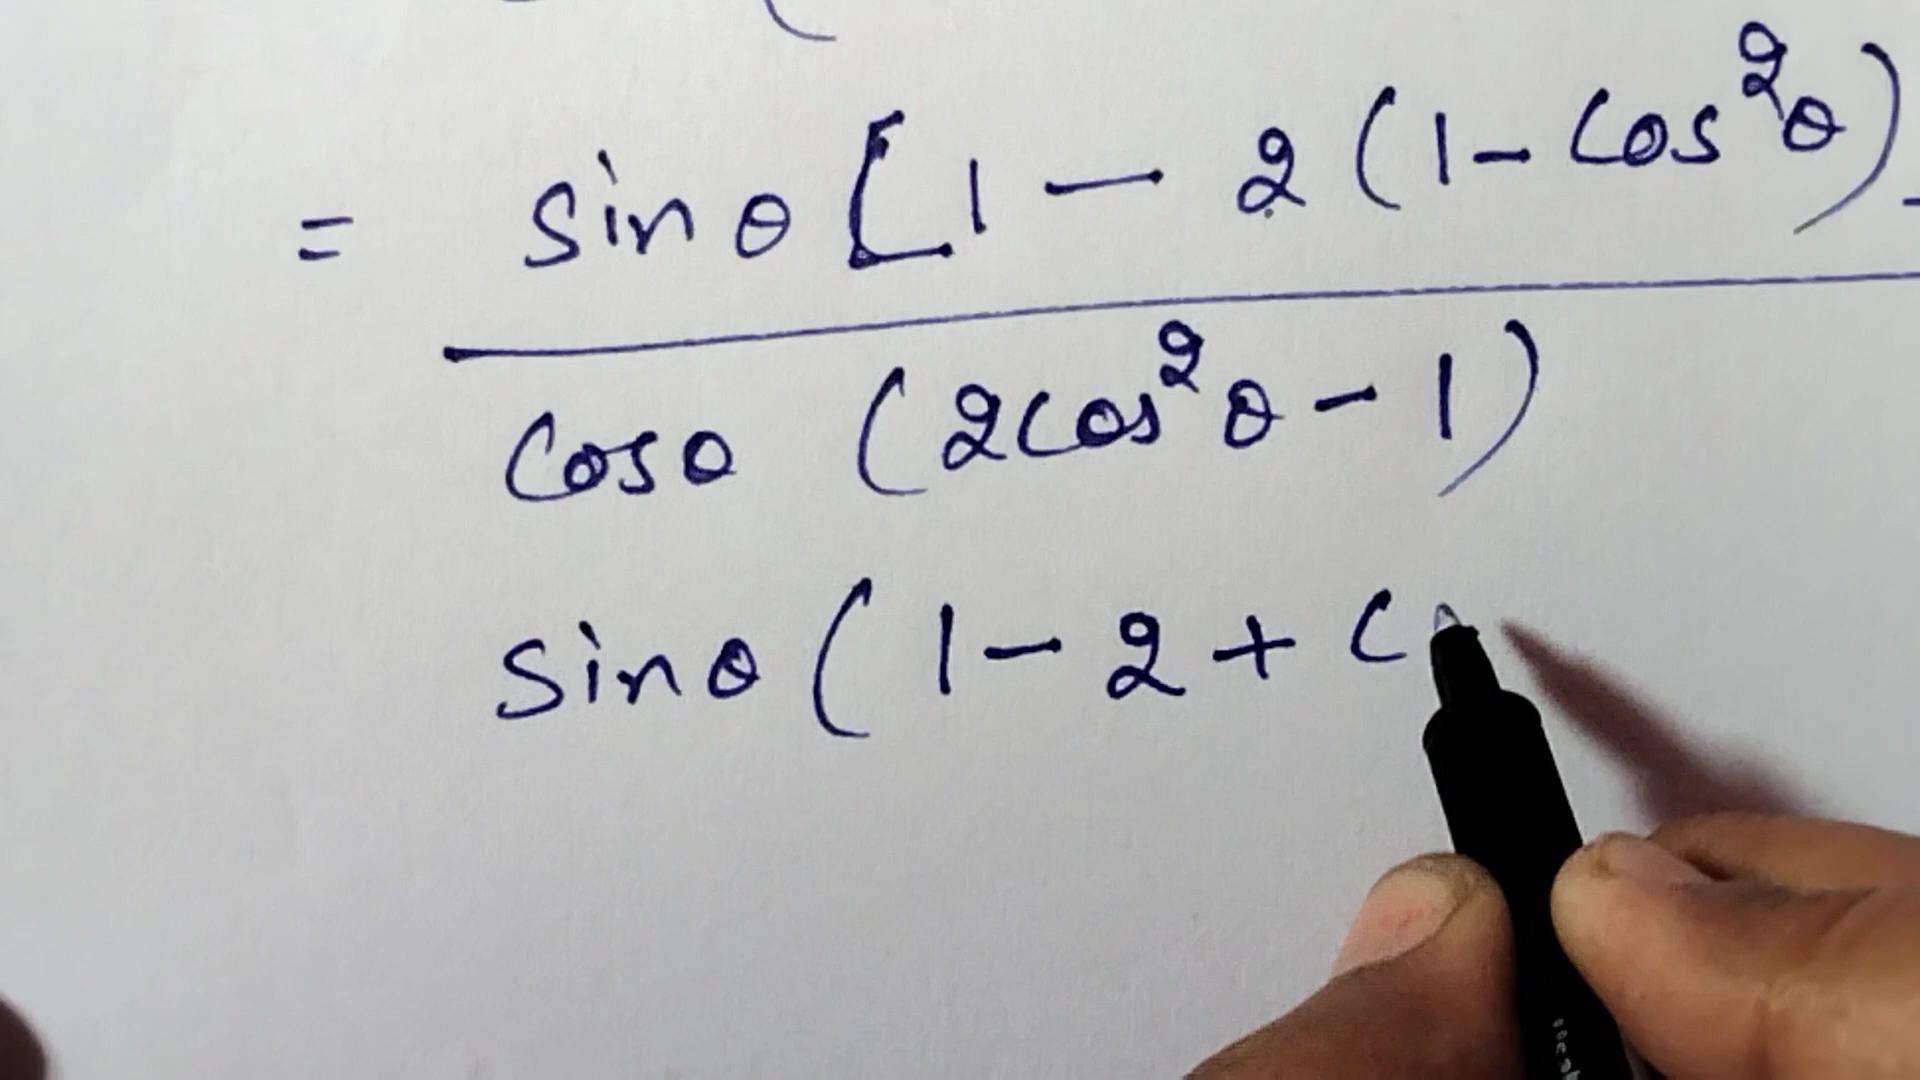 = sinθ [1 - 2 (1 - cos²θ)
cosθ (2cos²θ - 1)
sinθ (1 - 2 + c